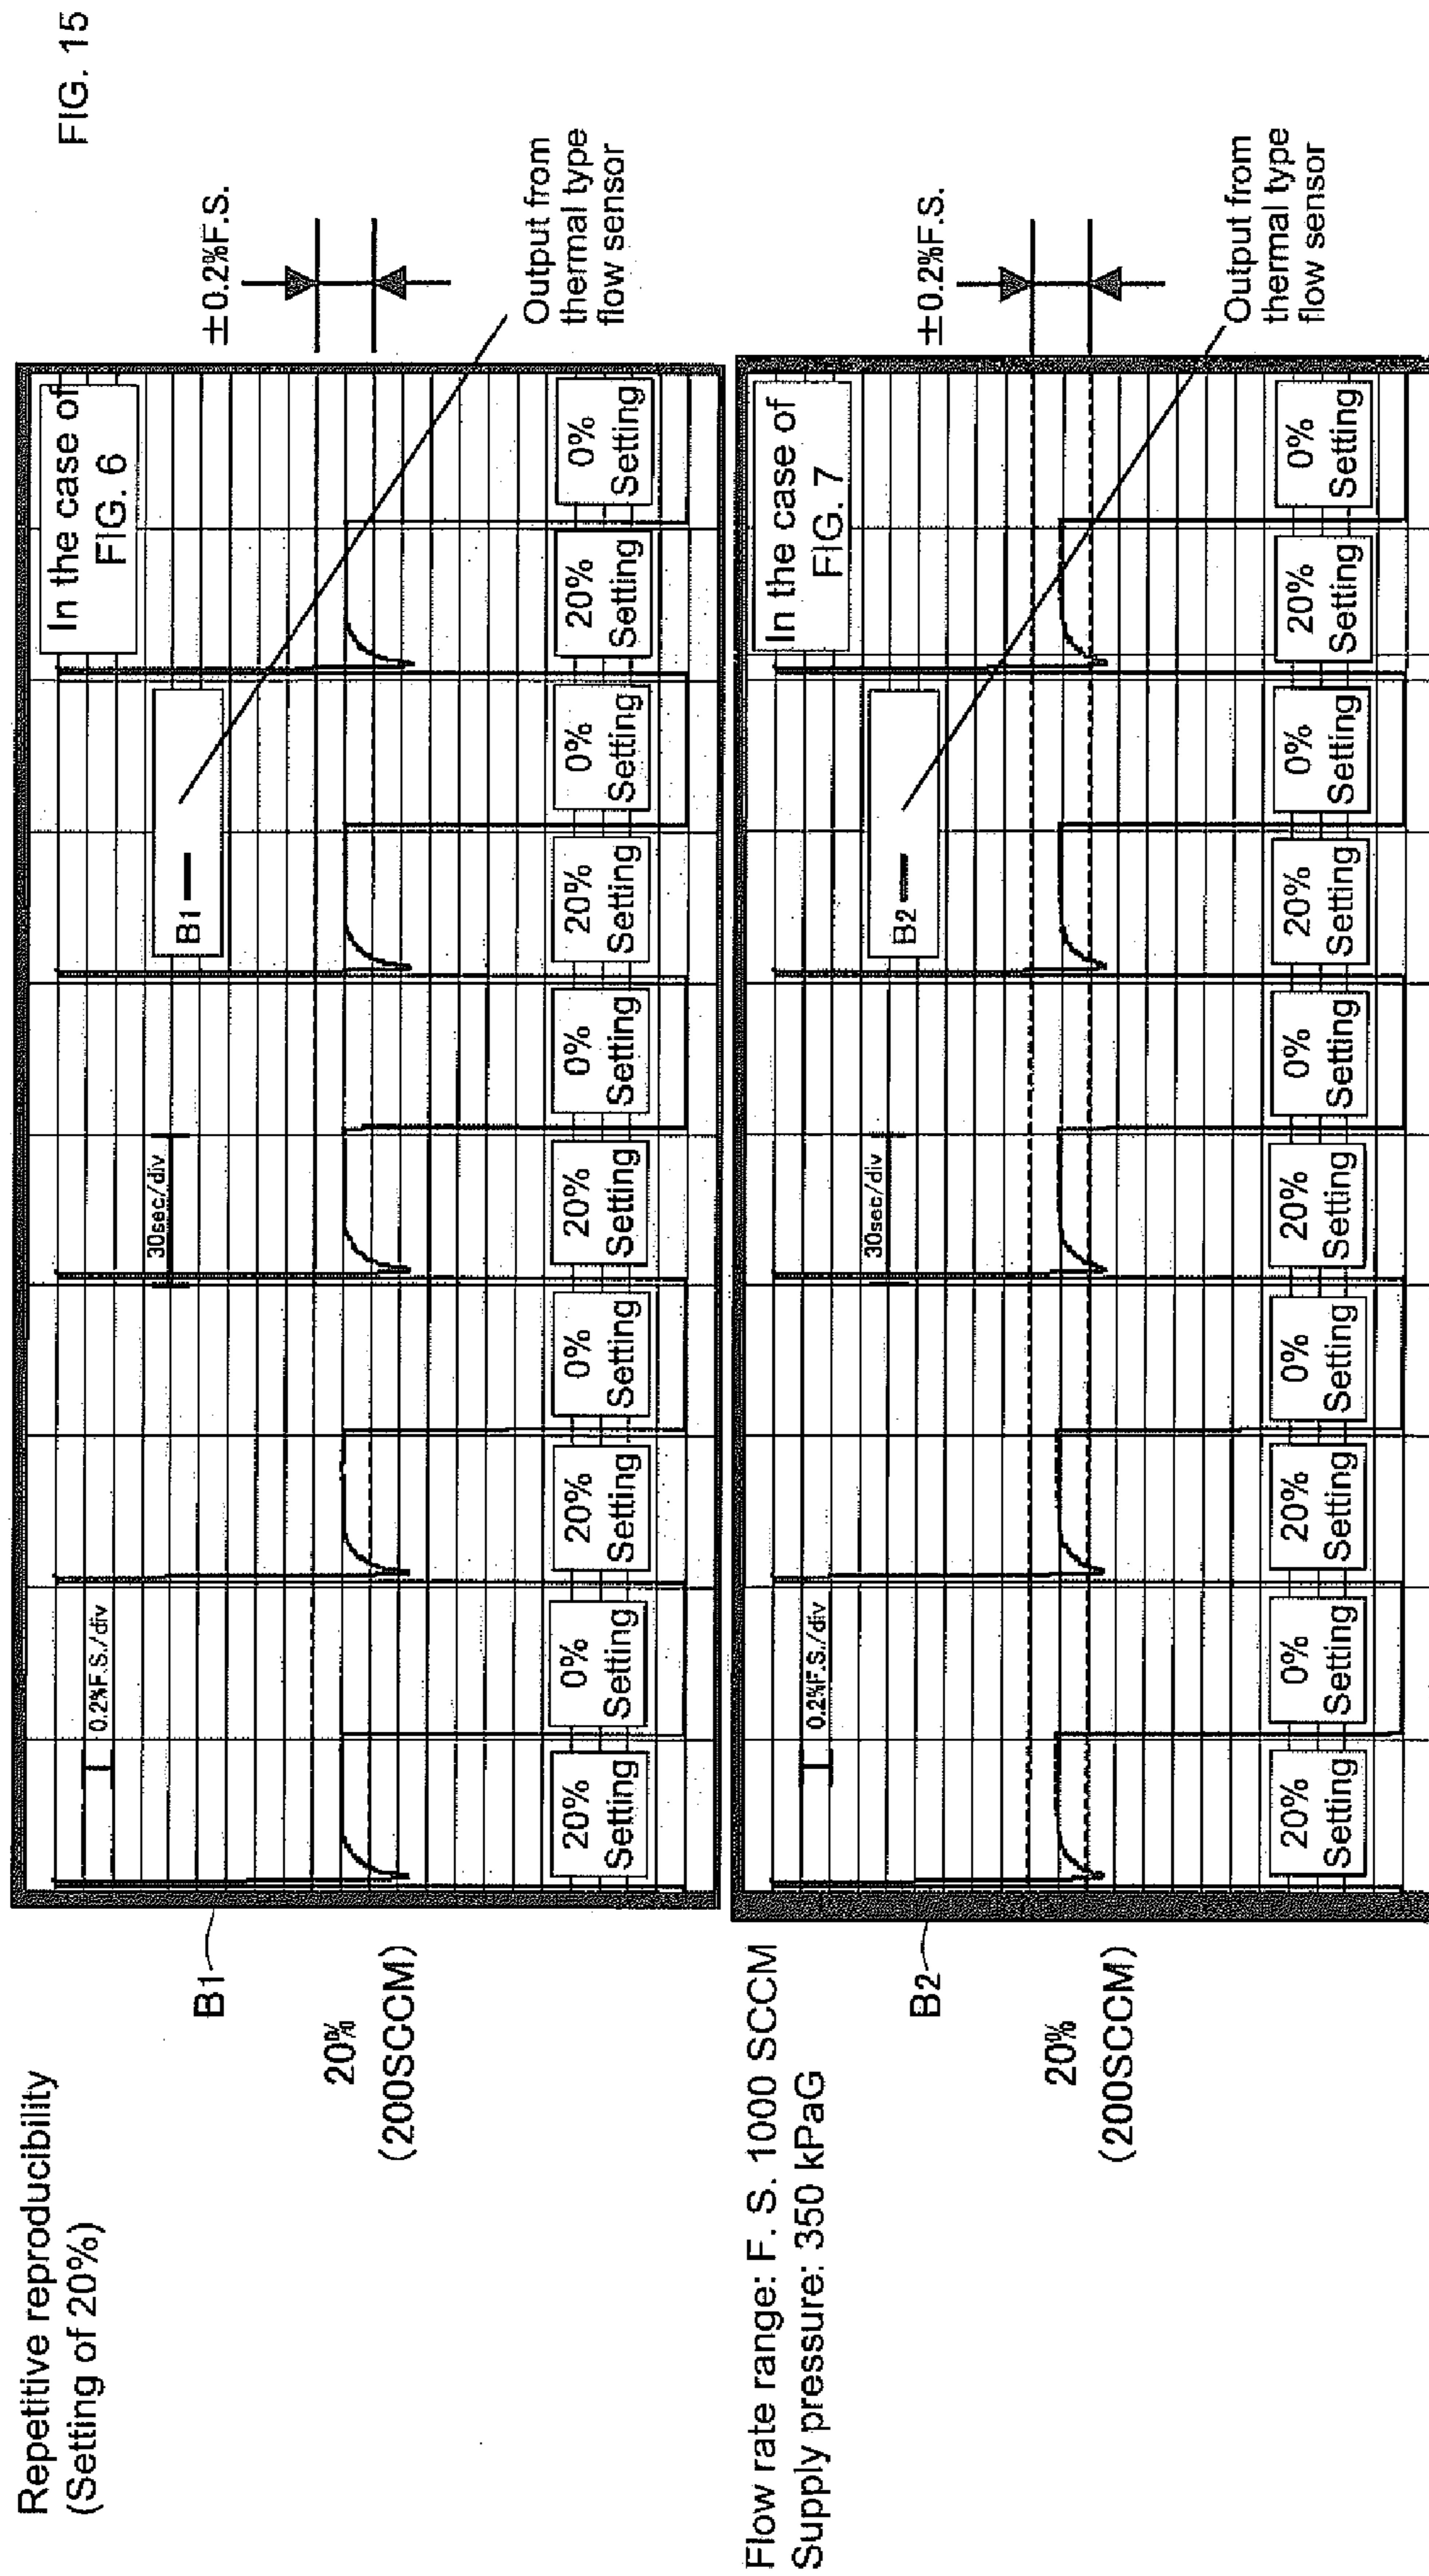 FIG. 15
Repetitive reproducibility
(Setting of 20%)
B1
20%
(200SCCM)
In the case of
FIG. 6
0.2%F.S./div
30sec/div
B1
20%
Setting
0%
Setting
20%
Setting
0%
Setting
20%
Setting
0%
Setting
20%
Setting
0%
Setting
20%
Setting
0%
Setting
±0.2%F.S.
Output from
thermal type
flow sensor
Flow rate range: F. S. 1000 SCCM
Supply pressure: 350 kPaG
B2
20%
(200SCCM)
In the case of
FIG. 7
0.2%F.S./div
30sec/div
B2
20%
Setting
0%
Setting
20%
Setting
0%
Setting
20%
Setting
0%
Setting
20%
Setting
0%
Setting
20%
Setting
0%
Setting
±0.2%F.S.
Output from
thermal type
flow sensor